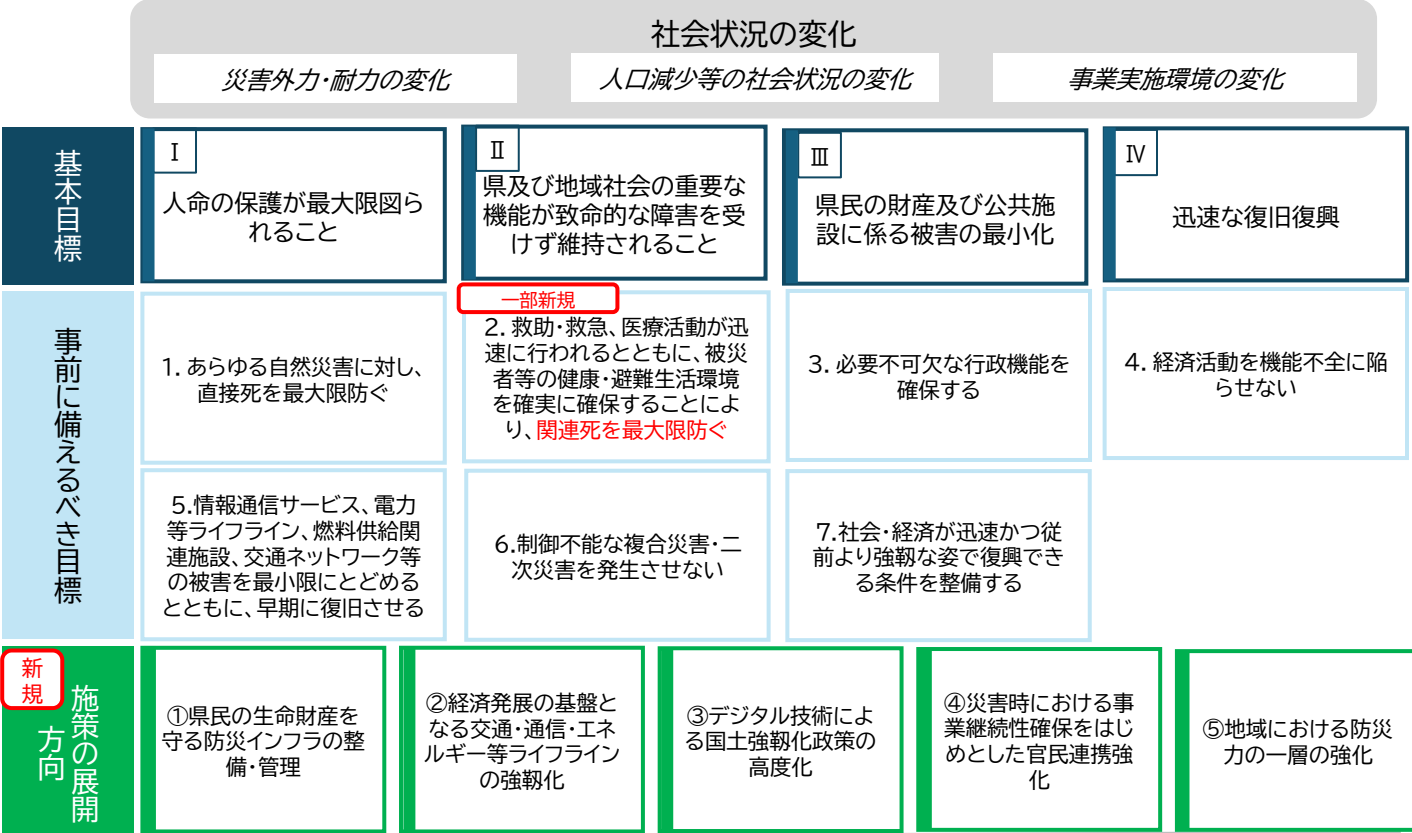 社会状況の変化
災害外力・耐力の変化
人口減少等の社会状況の変化
事業実施環境の変化
基本目標
Ⅰ
人命の保護が最大限図ら
れること
Ⅱ
県及び地域社会の重要な
機能が致命的な障害を受
けず維持されること
Ⅲ
県民の財産及び公共施
設に係る被害の最小化
Ⅳ
迅速な復旧復興
事前に備えるべき目標
1. あらゆる自然災害に対し、
直接死を最大限防ぐ
一部新規
2. 救助・救急、医療活動が迅
速に行われるとともに、被災
者等の健康・避難生活環境
を確実に確保することによ
り、関連死を最大限防ぐ
3. 必要不可欠な行政機能を
確保する
4. 経済活動を機能不全に陥
らせない
5.情報通信サービス、電力
等ライフライン、燃料供給関
連施設、交通ネットワーク等
の被害を最小限にとどめる
とともに、早期に復旧させる
6.制御不能な複合災害・二
次災害を発生させない
7.社会・経済が迅速かつ従
前より強靱な姿で復興でき
る条件を整備する
新
規
施策の展開
方向
①県民の生命財産を
守る防災インフラの整
備・管理
②経済発展の基盤と
なる交通・通信・エネ
ルギー等ライフライン
の強靱化
③デジタル技術によ
る国土強靱化政策の
高度化
④災害時における事
業継続性確保をはじ
めとした官民連携強
化
⑤地域における防災
力の一層の強化